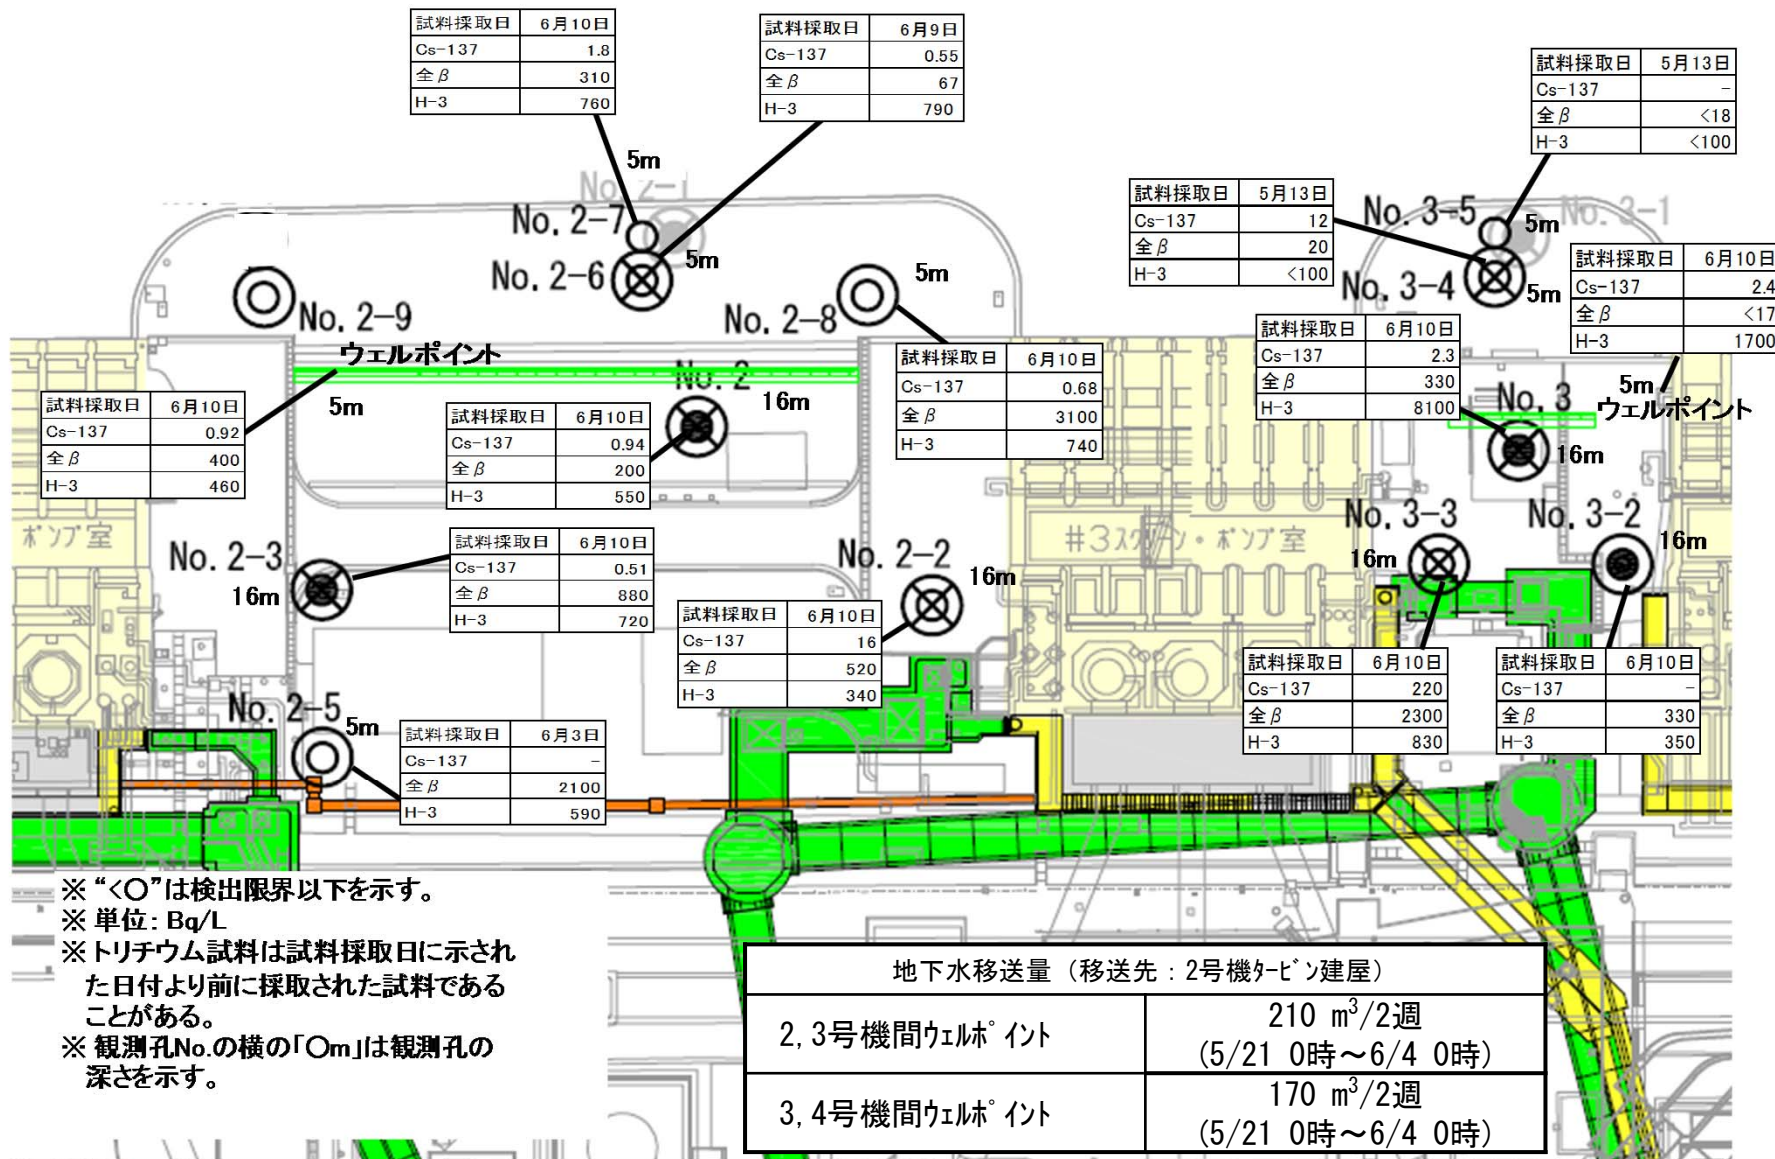 試料採取日 6月10日
Cs-137 1.8
全β 310
H-3 760
試料採取日 6月9日
Cs-137 0.55
全β 67
H-3 790
試料採取日 5月13日
Cs-137 -
全β <18
H-3 <100
5m
No. 2-1
No. 2-7
No. 2-6
5m
試料採取日 5月13日
Cs-137 12
全β 20
H-3 <100
No. 3-5
5m
No. 3-1
No. 3-4
5m
試料採取日 6月10日
Cs-137 2.4
全β <17
H-3 1700
No. 2-9
No. 2-8
5m
ウェルポイント
5m
試料採取日 6月10日
Cs-137 0.92
全β 400
H-3 460
No. 2
16m
試料採取日 6月10日
Cs-137 0.94
全β 200
H-3 550
試料採取日 6月10日
Cs-137 0.68
全β 3100
H-3 740
試料採取日 6月10日
Cs-137 2.3
全β 330
H-3 8100
5m
ウェルポイント
No. 3
16m
ポンプ室
No. 2-3
16m
試料採取日 6月10日
Cs-137 0.51
全β 880
H-3 720
No. 2-2
16m
#3スクリーン・ポンプ室
No. 3-3
16m
No. 3-2
16m
試料採取日 6月10日
Cs-137 16
全β 520
H-3 340
試料採取日 6月10日
Cs-137 220
全β 2300
H-3 830
試料採取日 6月10日
Cs-137 -
全β 330
H-3 350
No. 2-5
5m
試料採取日 6月3日
Cs-137 -
全β 2100
H-3 590
※ “<〇”は検出限界以下を示す。
※ 単位: Bq/L
※ トリチウム試料は試料採取日に示され
た日付より前に採取された試料である
ことがある。
※ 観測孔No.の横の「〇m」は観測孔の
深さを示す。
地下水移送量（移送先：2号機ﾀｰﾋﾞﾝ建屋）
2,3号機間ｳｪﾙﾎﾟｲﾝﾄ 210 m³/2週
(5/21 0時～6/4 0時)
3,4号機間ｳｪﾙﾎﾟｲﾝﾄ 170 m³/2週
(5/21 0時～6/4 0時)